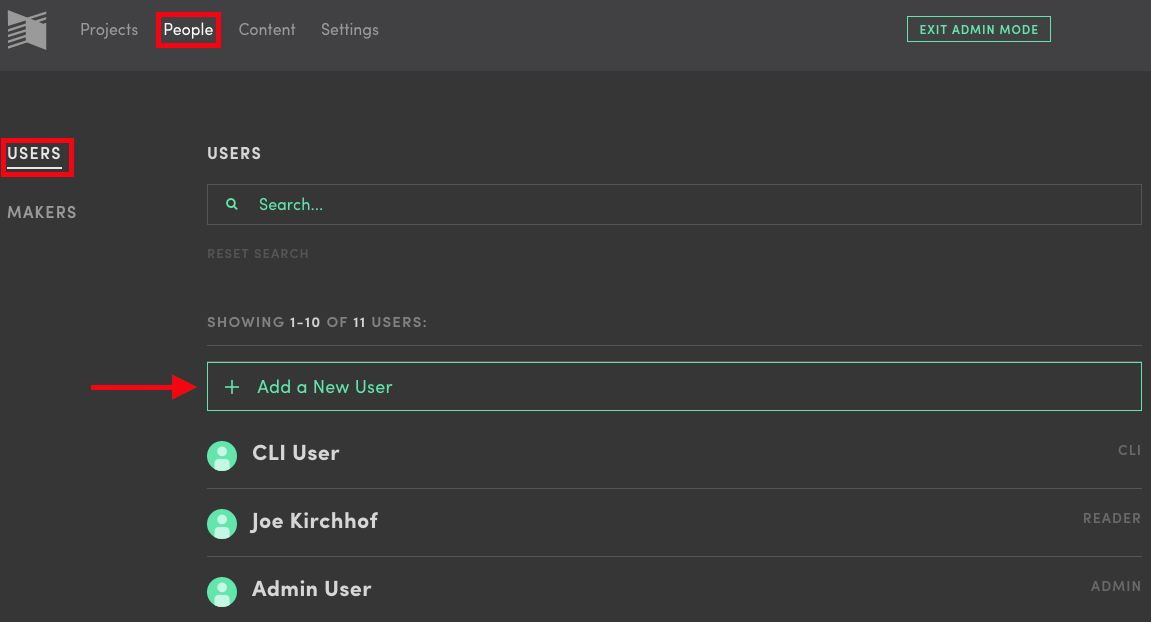 Projects People Content Settings EXIT ADMIN MODE
USERS
MAKERS
USERS
Search...
RESET SEARCH
SHOWING 1-10 OF 11 USERS:
+ Add a New User
CLI User CLI
Joe Kirchhof READER
Admin User ADMIN